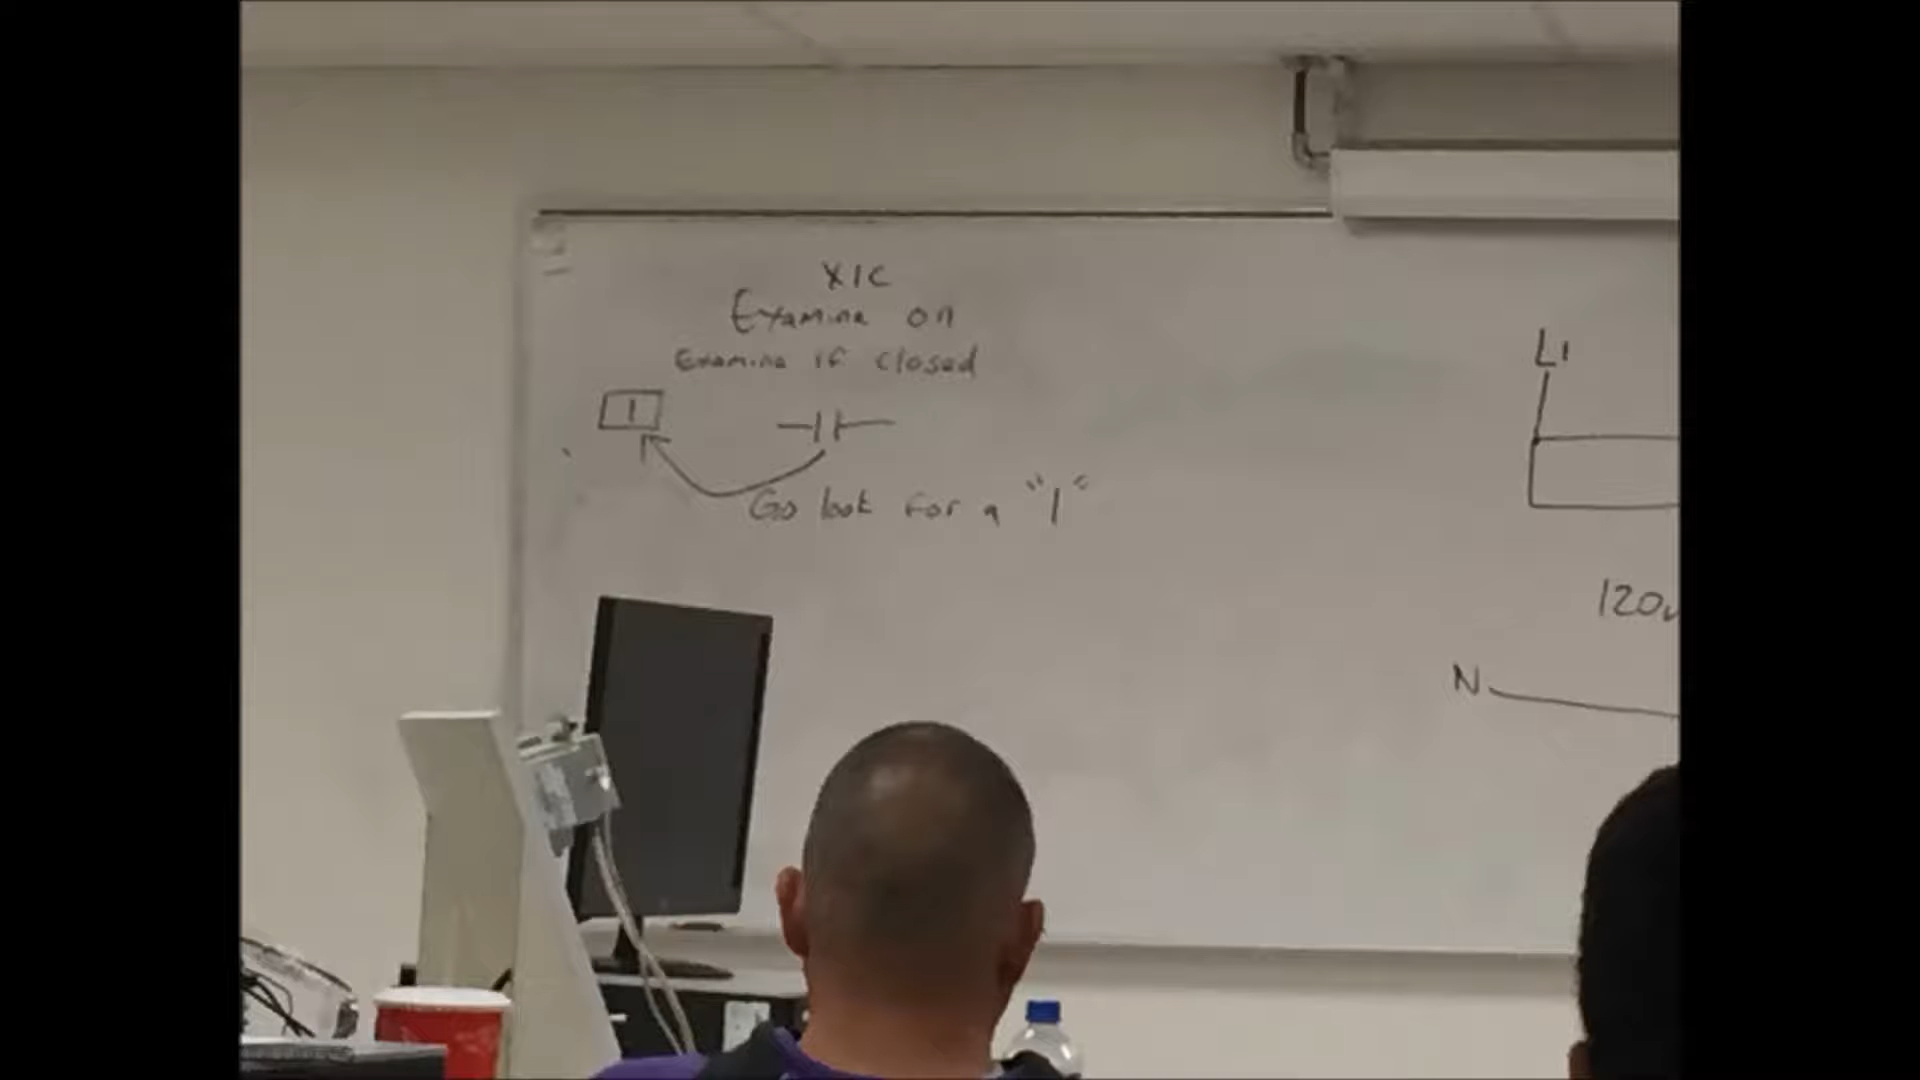 XIC
Examine on
Examine if closed
1
Go look for a "1"
L1
120v
N